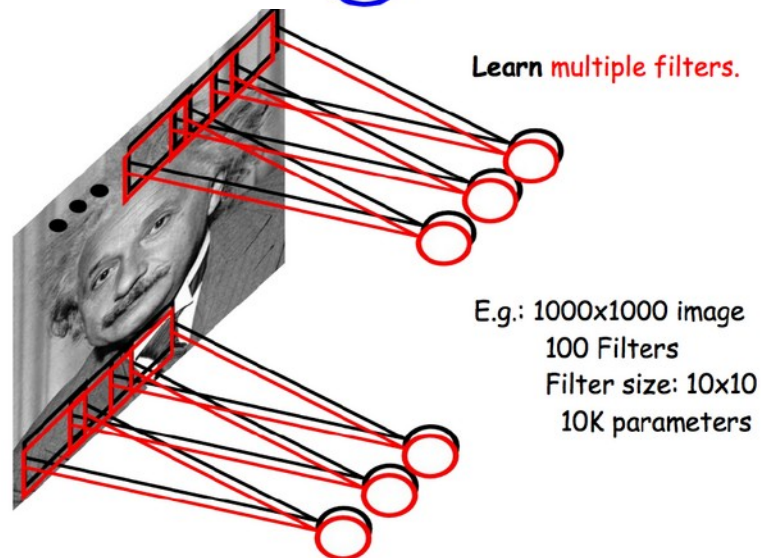 Learn multiple filters.
E.g.: 1000x1000 image
100 Filters
Filter size: 10x10
10K parameters